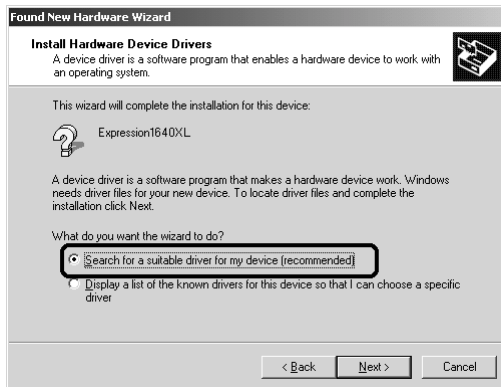 Found New Hardware Wizard
Install Hardware Device Drivers
A device driver is a software program that enables a hardware device to work with
an operating system.
This wizard will complete the installation for this device:
Expression1640XL
A device driver is a software program that makes a hardware device work. Windows
needs driver files for your new device. To locate driver files and complete the
installation click Next.
What do you want the wizard to do?
Search for a suitable driver for my device (recommended)
Display a list of the known drivers for this device so that I can choose a specific
driver
< Back Next > Cancel